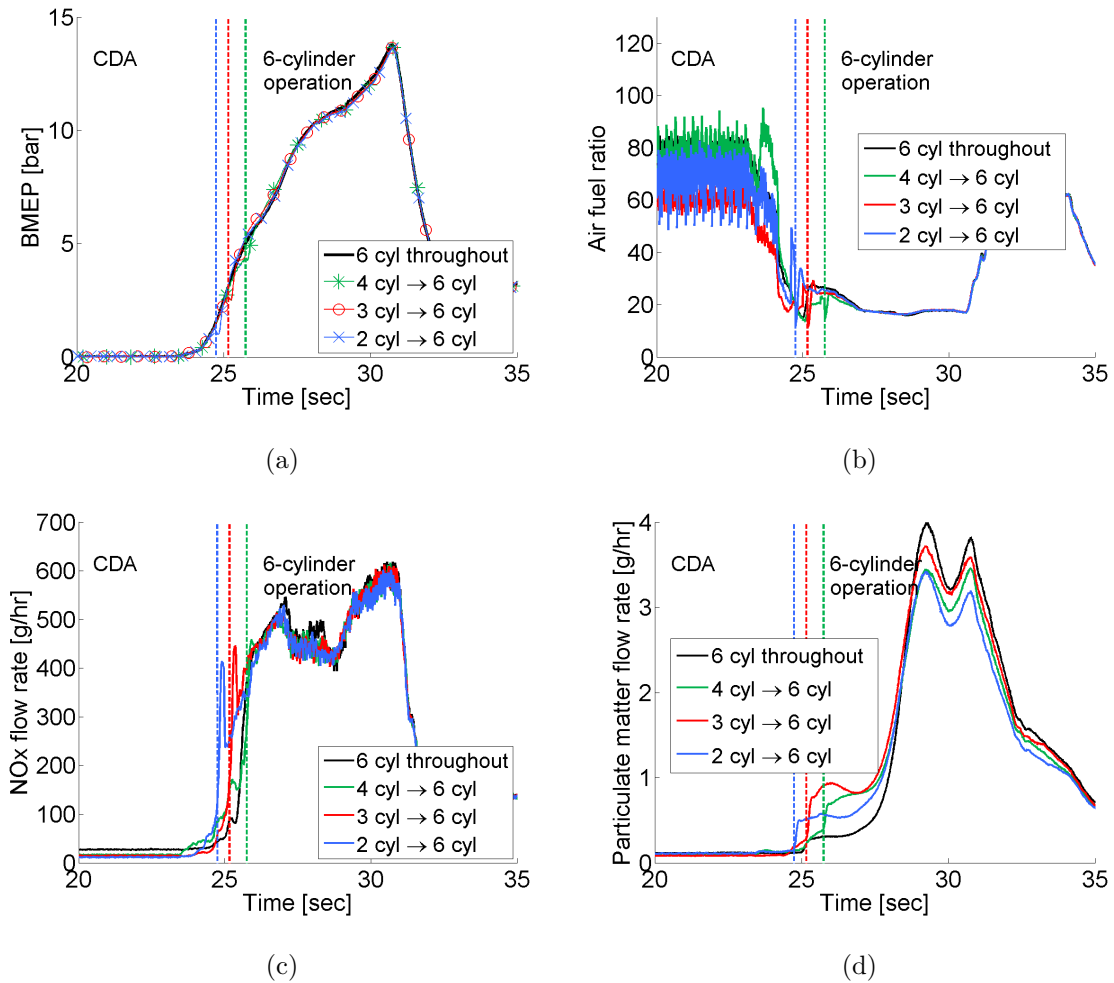 15
10
5
0
BMEP [bar]
CDA
6-cylinder
operation
6 cyl throughout
4 cyl → 6 cyl
3 cyl → 6 cyl
2 cyl → 6 cyl
20
25
30
35
Time [sec]
(a)
120
100
80
60
40
20
0
Air fuel ratio
CDA
6-cylinder
operation
6 cyl throughout
4 cyl → 6 cyl
3 cyl → 6 cyl
2 cyl → 6 cyl
20
25
30
35
Time [sec]
(b)
700
600
500
400
300
200
100
0
NOx flow rate [g/hr]
CDA
6-cylinder
operation
6 cyl throughout
4 cyl → 6 cyl
3 cyl → 6 cyl
2 cyl → 6 cyl
20
25
30
35
Time [sec]
(c)
4
3
2
1
0
Particulate matter flow rate [g/hr]
CDA
6-cylinder
operation
6 cyl throughout
4 cyl → 6 cyl
3 cyl → 6 cyl
2 cyl → 6 cyl
20
25
30
35
Time [sec]
(d)